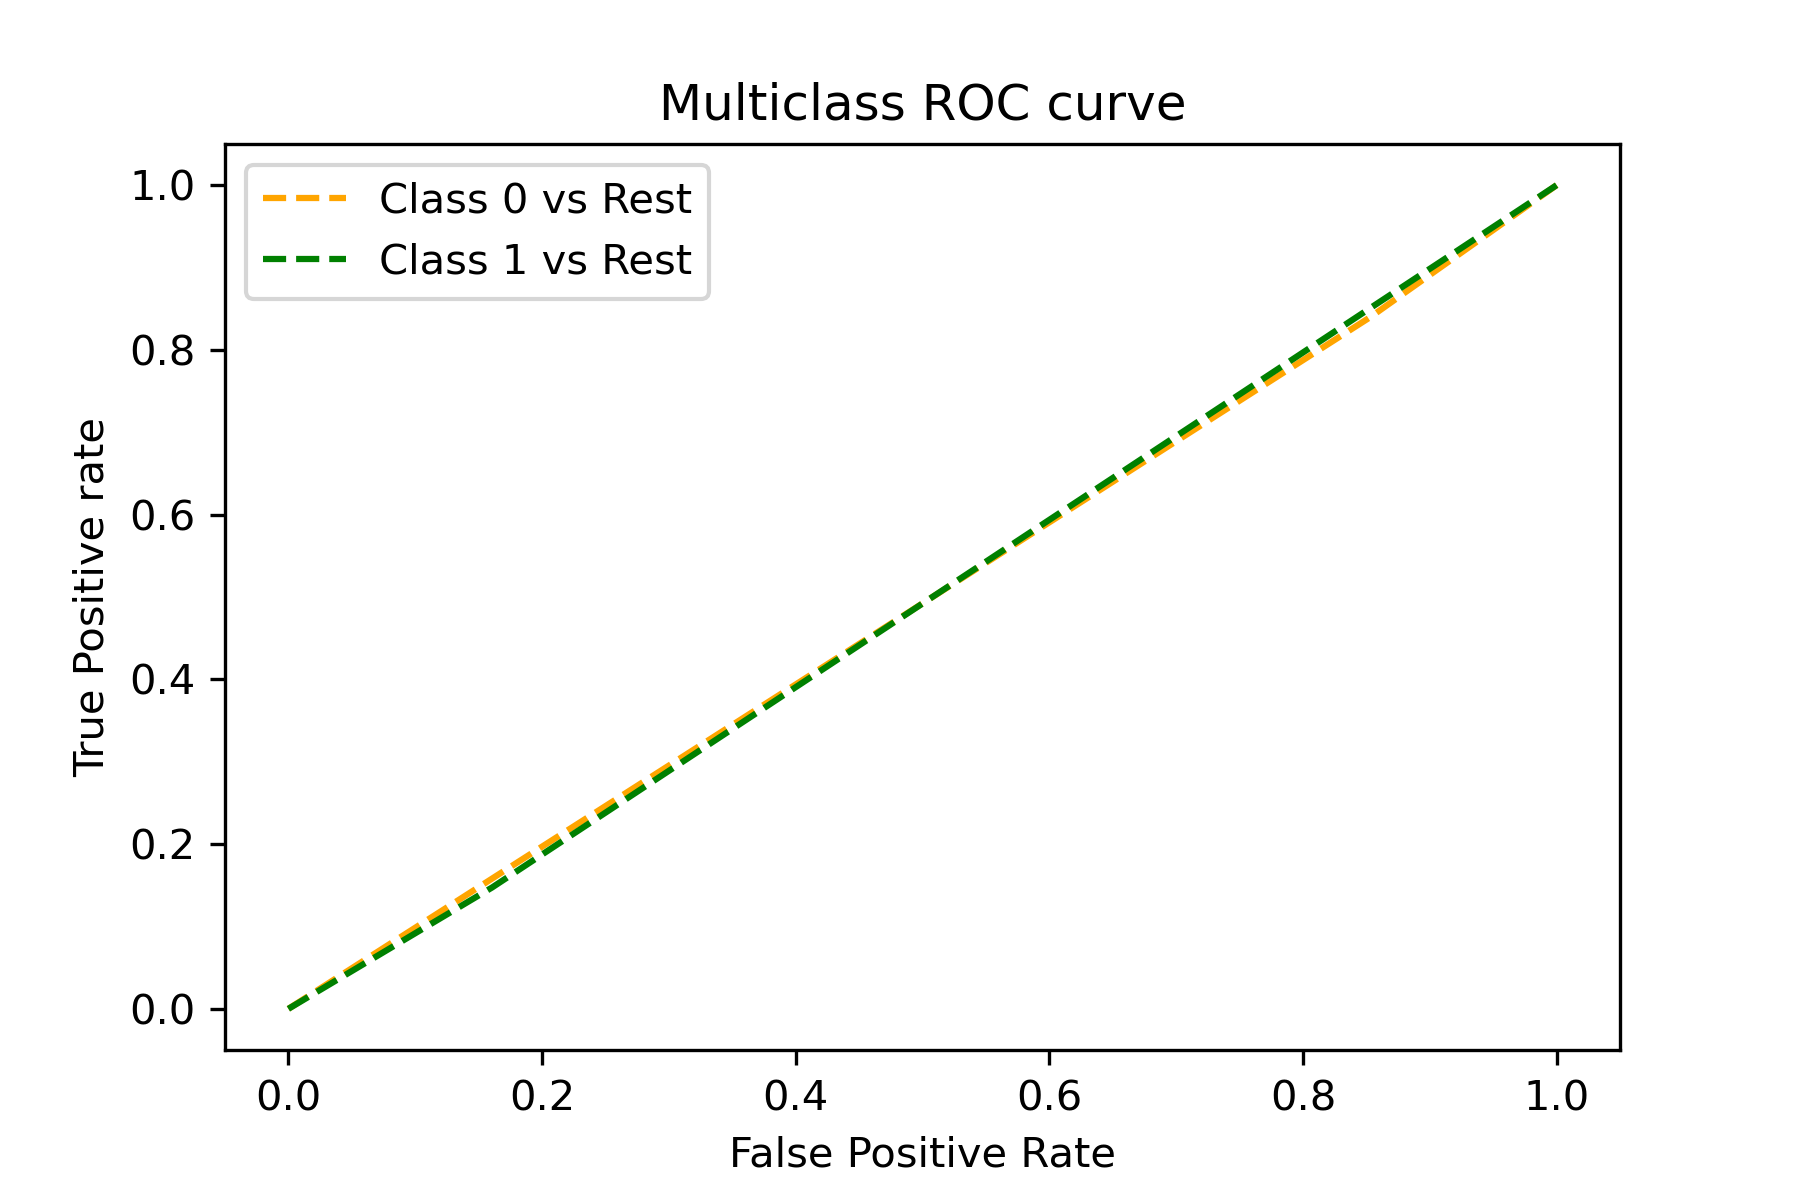 Multiclass ROC curve
Class 0 vs Rest
Class 1 vs Rest
True Positive rate
1.0
0.8
0.6
0.4
0.2
0.0
0.0 0.2 0.4 0.6 0.8 1.0
False Positive Rate